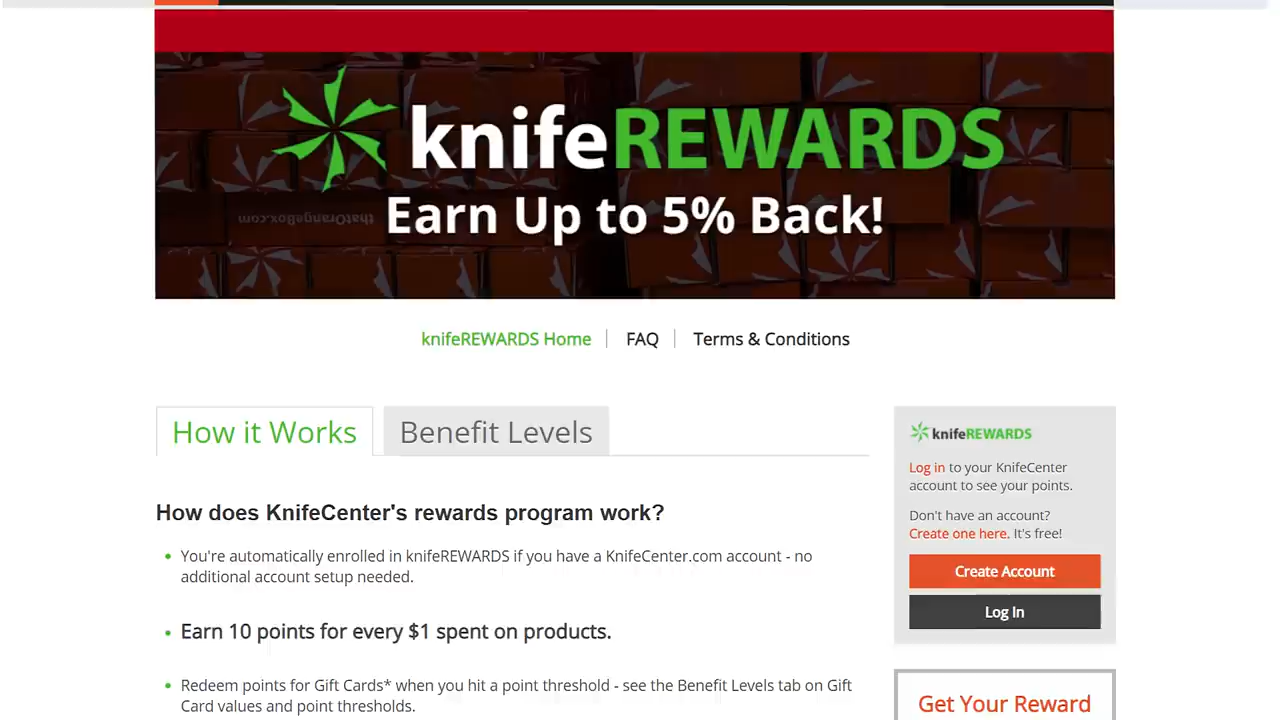 knifeREWARDS
Earn Up to 5% Back!
thatOrangeBox.com
knifeREWARDS Home
FAQ
Terms & Conditions
How it Works
Benefit Levels
How does KnifeCenter's rewards program work?
You're automatically enrolled in knifeREWARDS if you have a KnifeCenter.com account - no
additional account setup needed.
Earn 10 points for every $1 spent on products.
Redeem points for Gift Cards* when you hit a point threshold - see the Benefit Levels tab on Gift
Card values and point thresholds.
knifeREWARDS
Log in to your KnifeCenter
account to see your points.
Don't have an account?
Create one here. It's free!
Create Account
Log In
Get Your Reward